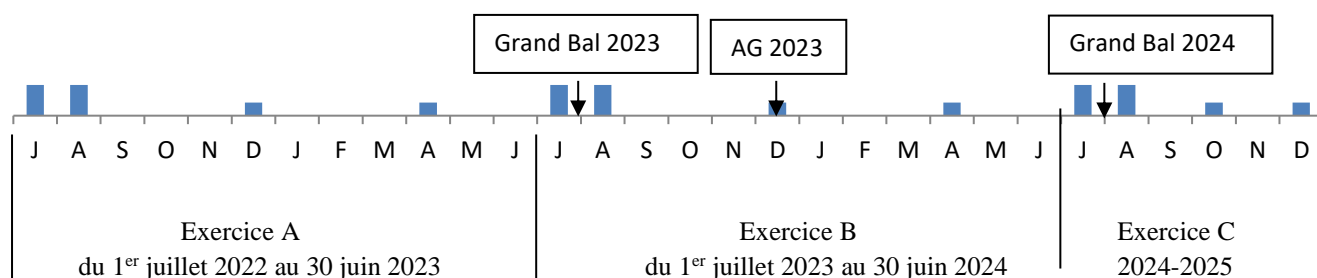 Grand Bal 2023
AG 2023
Grand Bal 2024
J A S O N D J F M A M J J A S O N D J F M A M J J A S O N D
Exercice A
du 1er juillet 2022 au 30 juin 2023
Exercice B
du 1er juillet 2023 au 30 juin 2024
Exercice C
2024-2025